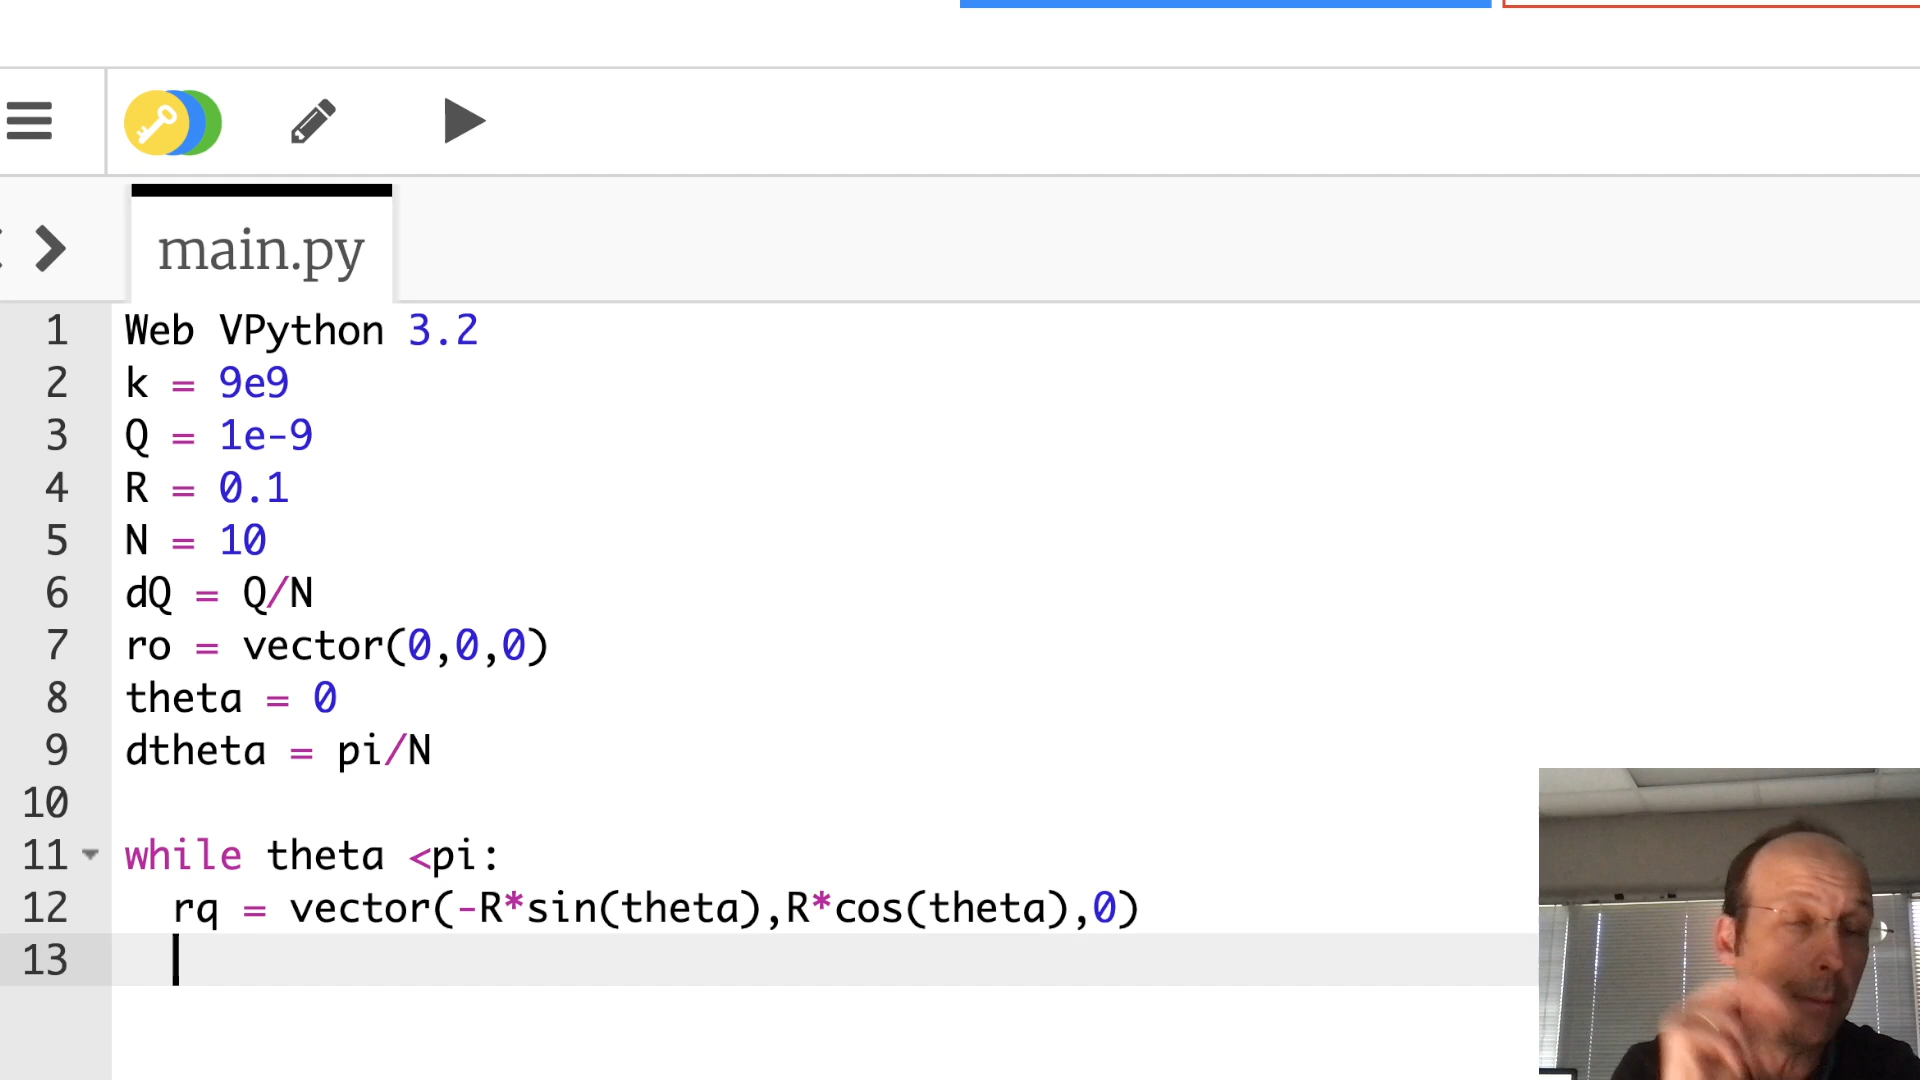 main.py
1 Web VPython 3.2
2 k = 9e9
3 Q = 1e-9
4 R = 0.1
5 N = 10
6 dQ = Q/N
7 ro = vector(0,0,0)
8 theta = 0
9 dtheta = pi/N
10
11 while theta <pi:
12   rq = vector(-R*sin(theta),R*cos(theta),0)
13